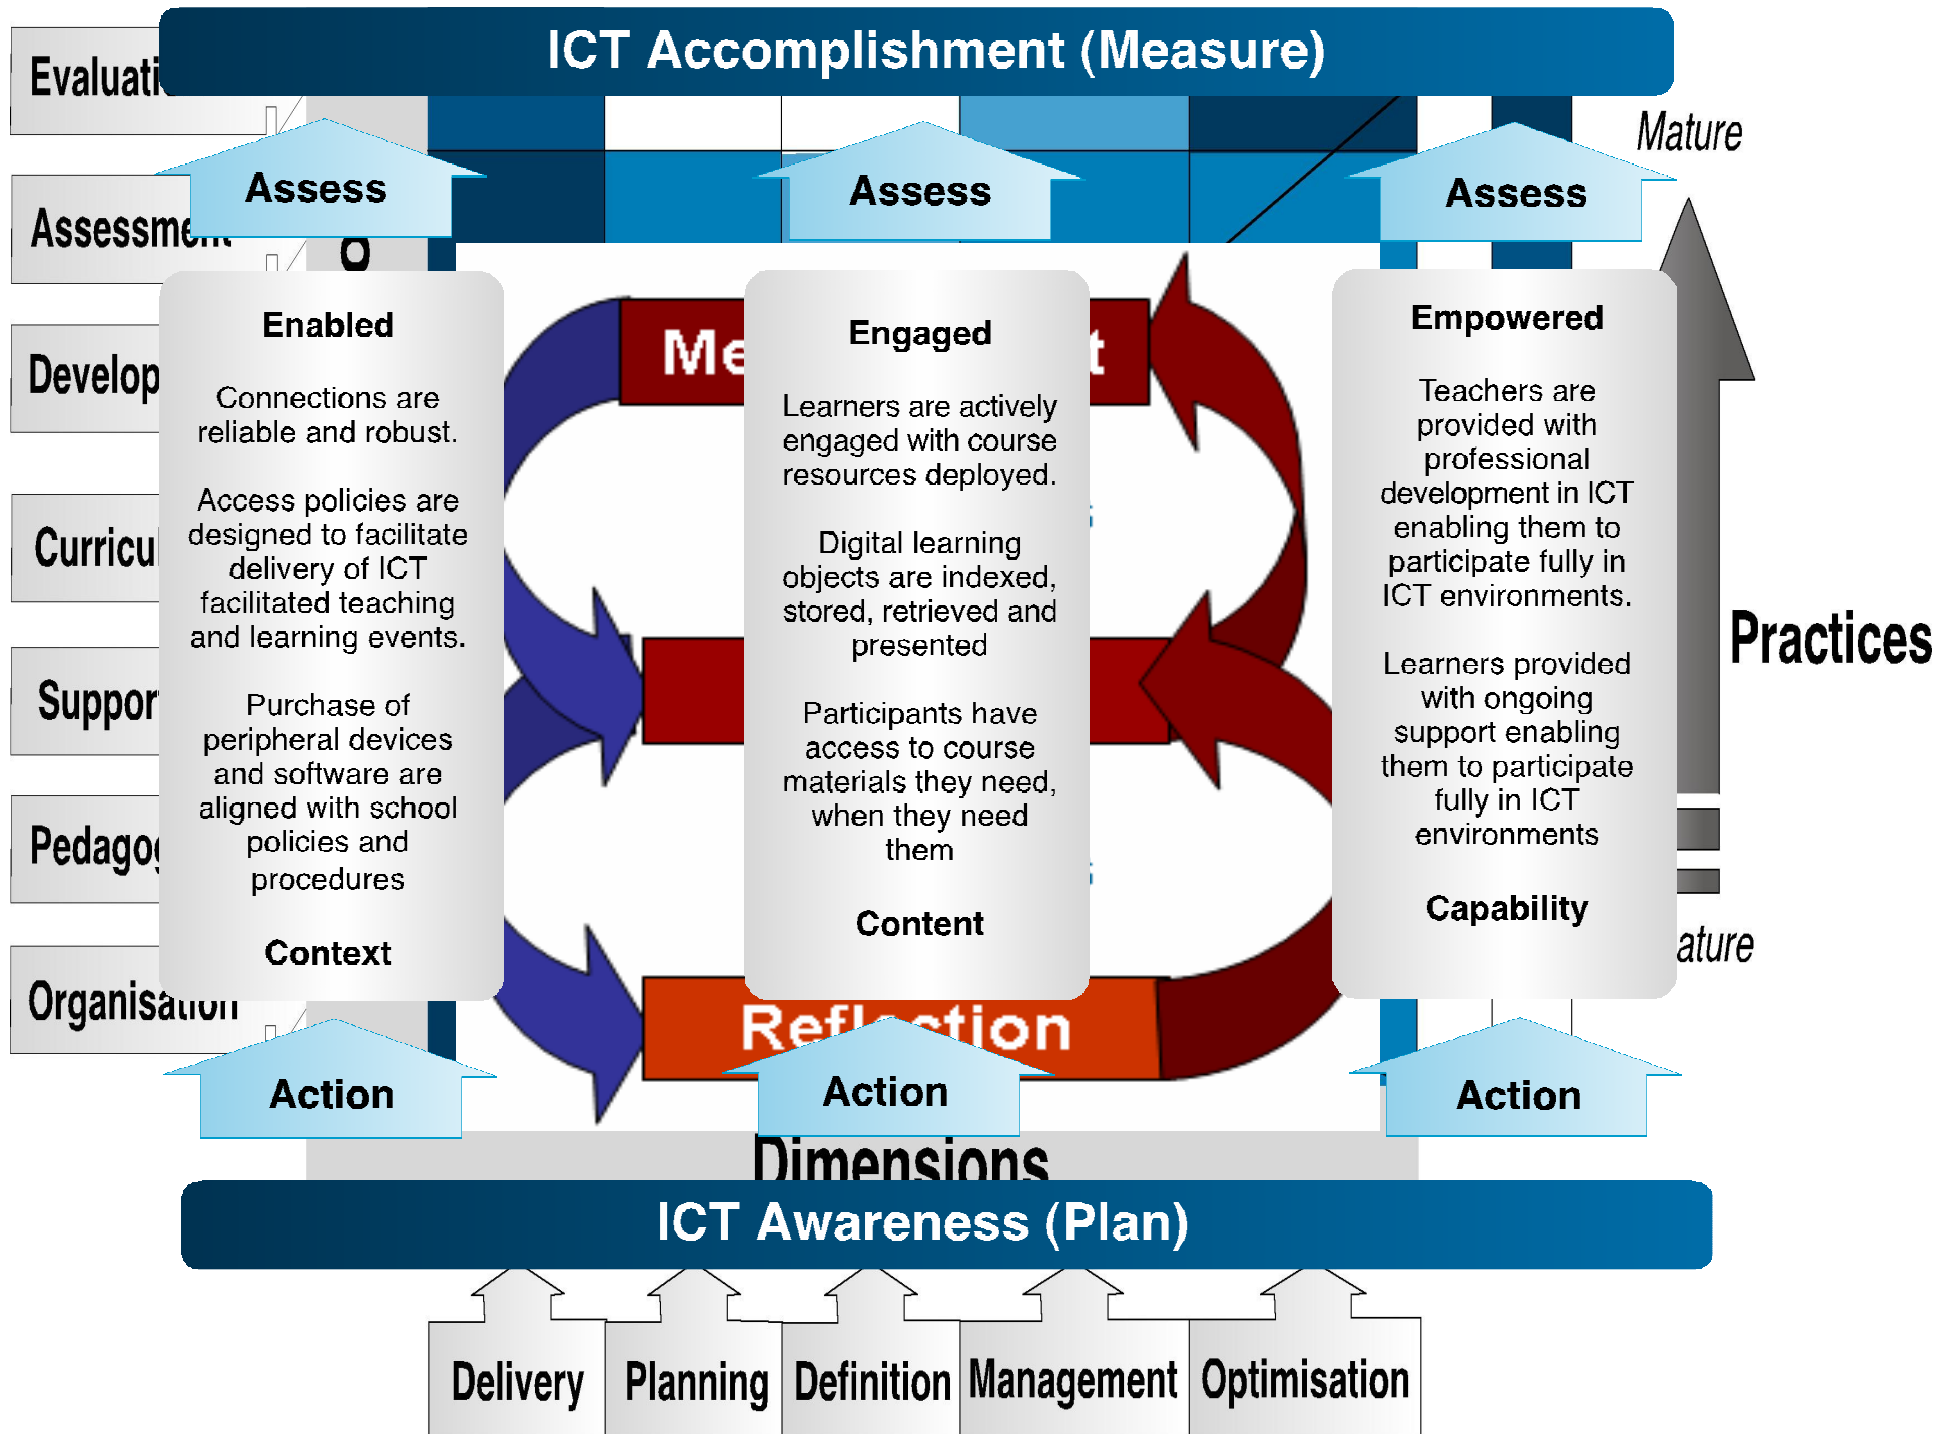 ICT Accomplishment (Measure)
Mature
Assess
Assess
Assess
Assessment
Enabled
Connections are
reliable and robust.
Access policies are
designed to facilitate
delivery of ICT
facilitated teaching
and learning events.
Purchase of
peripheral devices
and software are
aligned with school
policies and
procedures
Context
Engaged
Learners are actively
engaged with course
resources deployed.
Digital learning
objects are indexed,
stored, retrieved and
presented
Participants have
access to course
materials they need,
when they need
them
Content
Empowered
Teachers are
provided with
professional
development in ICT
enabling them to
participate fully in
ICT environments.
Learners provided
with ongoing
support enabling
them to participate
fully in ICT
environments
Capability
Practices
Organisation
Reflection
Action
Action
Action
Dimensions
ICT Awareness (Plan)
Delivery
Planning
Definition
Management
Optimisation